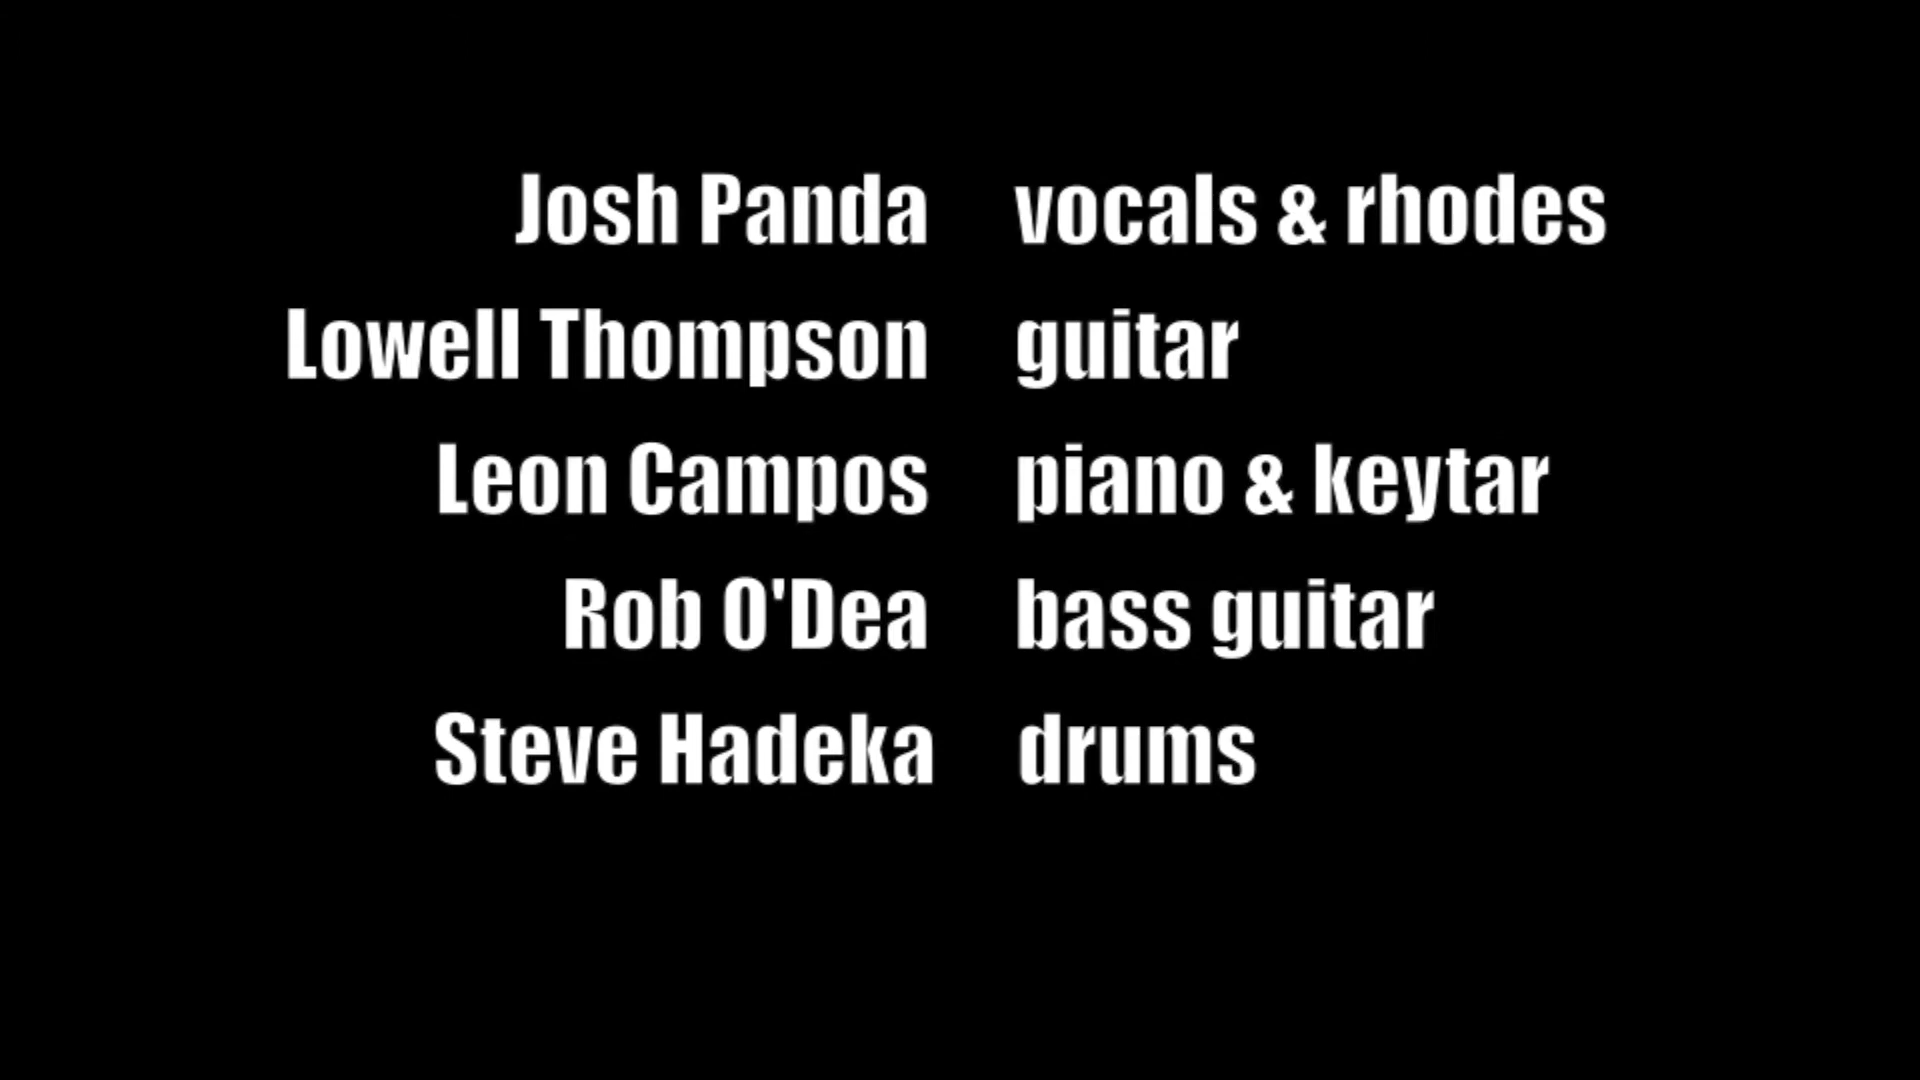 Josh Panda vocals & rhodes
Lowell Thompson guitar
Leon Campos piano & keytar
Rob O'Dea bass guitar
Steve Hadeka drums